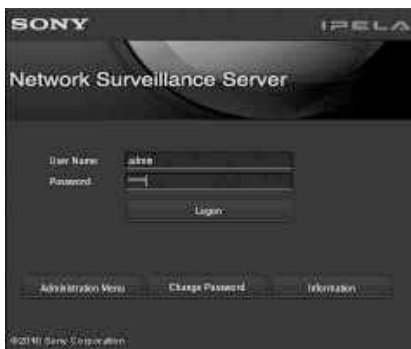 SONY
IPELA
Network Surveillance Server
User Name:
admin
Password:
Logon
Administration Menu
Change Password
Information
©2010 Sony Corporation